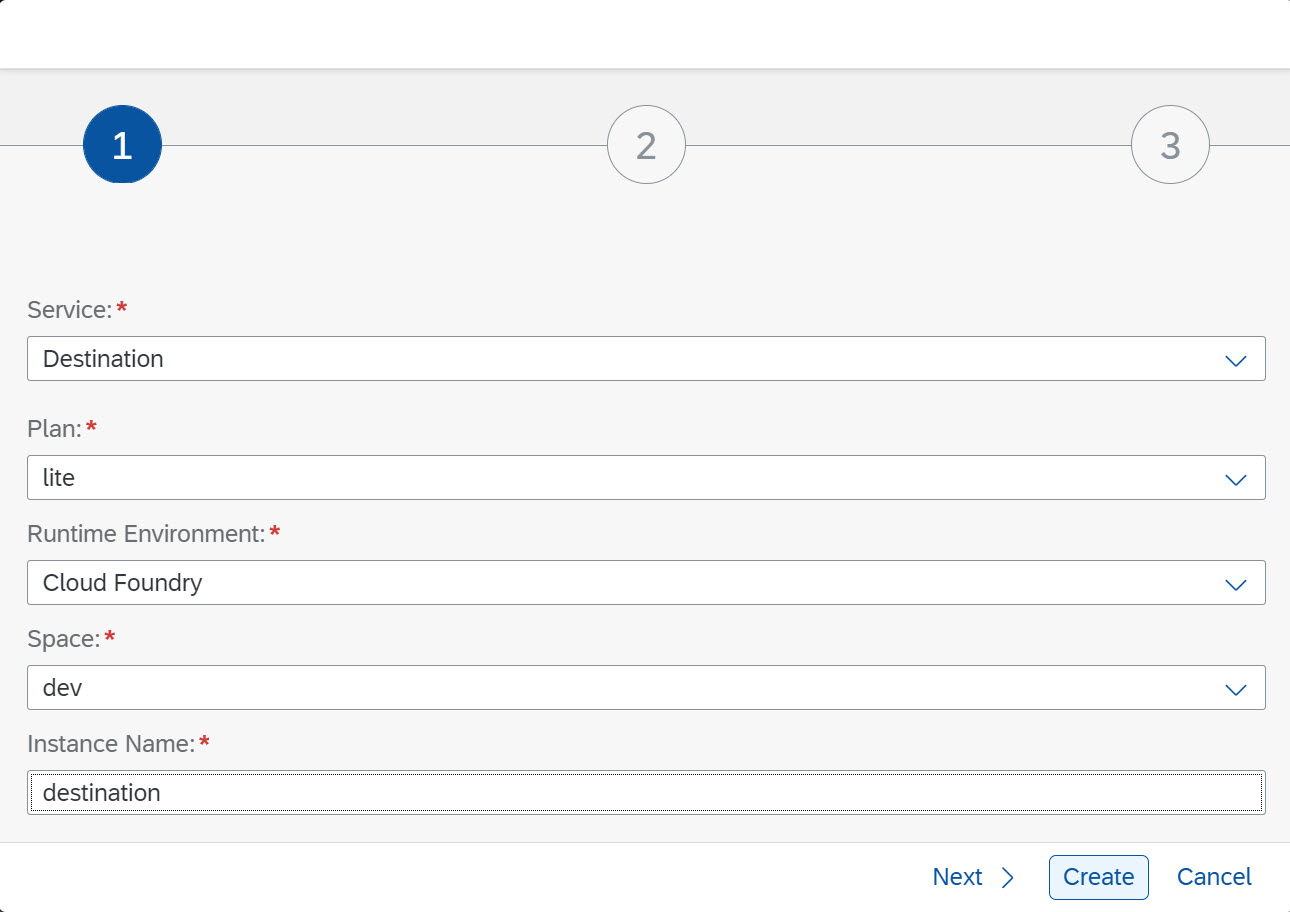 1 2 3
Service:*
Destination
Plan:*
lite
Runtime Environment:*
Cloud Foundry
Space:*
dev
Instance Name:*
destination
Next Create Cancel